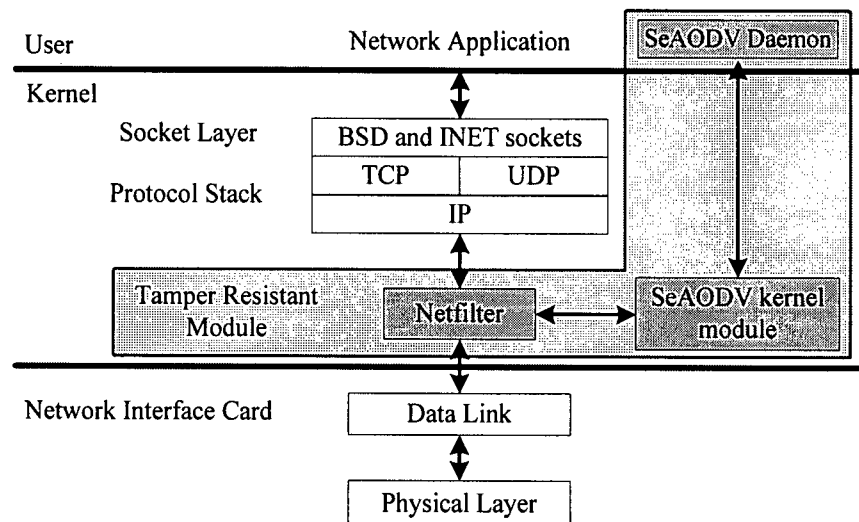 User
Network Application
SeAODV Daemon
Kernel
Socket Layer
BSD and INET sockets
TCP
UDP
Protocol Stack
IP
Tamper Resistant
Module
Netfilter
SeAODV kernel
module
Network Interface Card
Data Link
Physical Layer